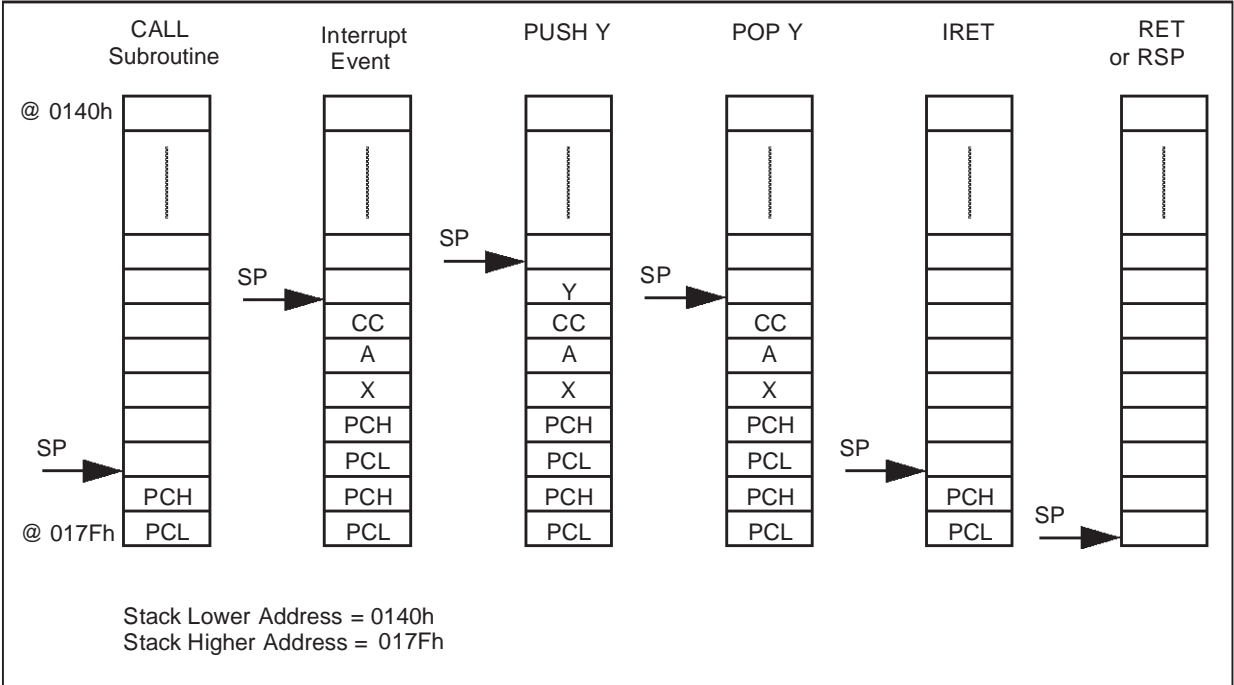 CALL
Subroutine
Interrupt
Event
PUSH Y
POP Y
IRET
RET
or RSP
@ 0140h
SP
PCH
@ 017Fh PCL
SP
CC
A
X
PCH
PCL
PCH
PCL
SP
Y
CC
A
X
PCH
PCL
PCH
PCL
SP
CC
A
X
PCH
PCL
PCH
PCL
SP
PCH
PCL
SP
Stack Lower Address = 0140h
Stack Higher Address = 017Fh